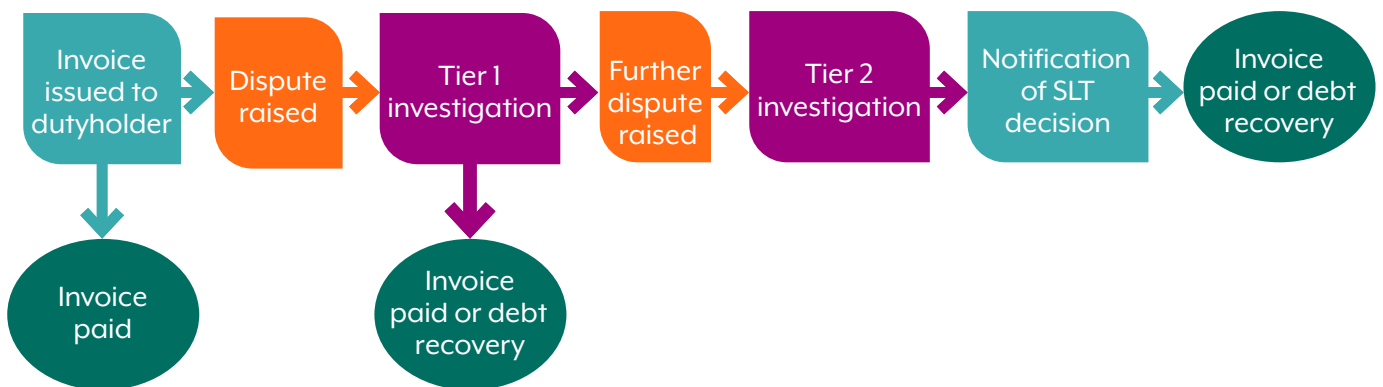 Invoice
issued to
dutyholder
Dispute
raised
Tier 1
investigation
Further
dispute
raised
Tier 2
investigation
Notification
of SLT
decision
Invoice
paid or debt
recovery
Invoice
paid
Invoice
paid or debt
recovery